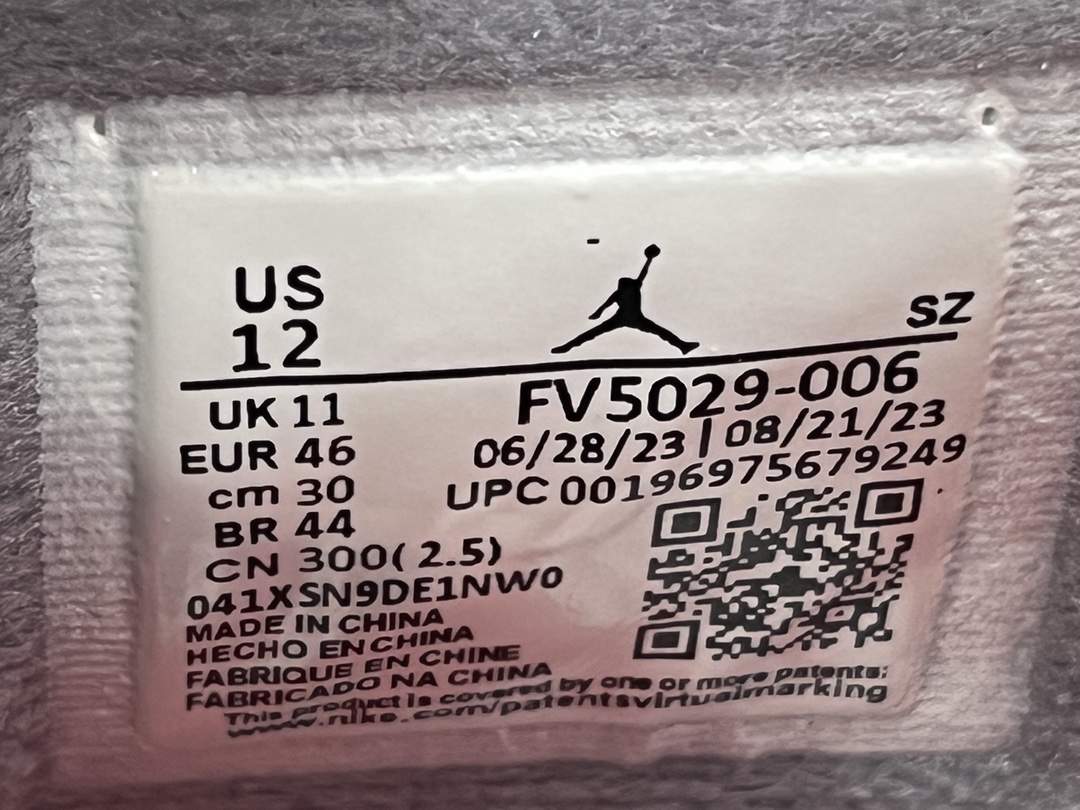 US
12
SZ
UK 11
FV5029-006
EUR 46
06/28/23 | 08/21/23
cm 30
UPC 00196975679249
BR 44
CN 300( 2.5)
041XSN9DE1NW0
MADE IN CHINA
HECHO EN CHINA
FABRIQUE EN CHINE
FABRICADO NA CHINA
This product is covered by one or more patents:
www.nike.com/patentsvirtualmarking